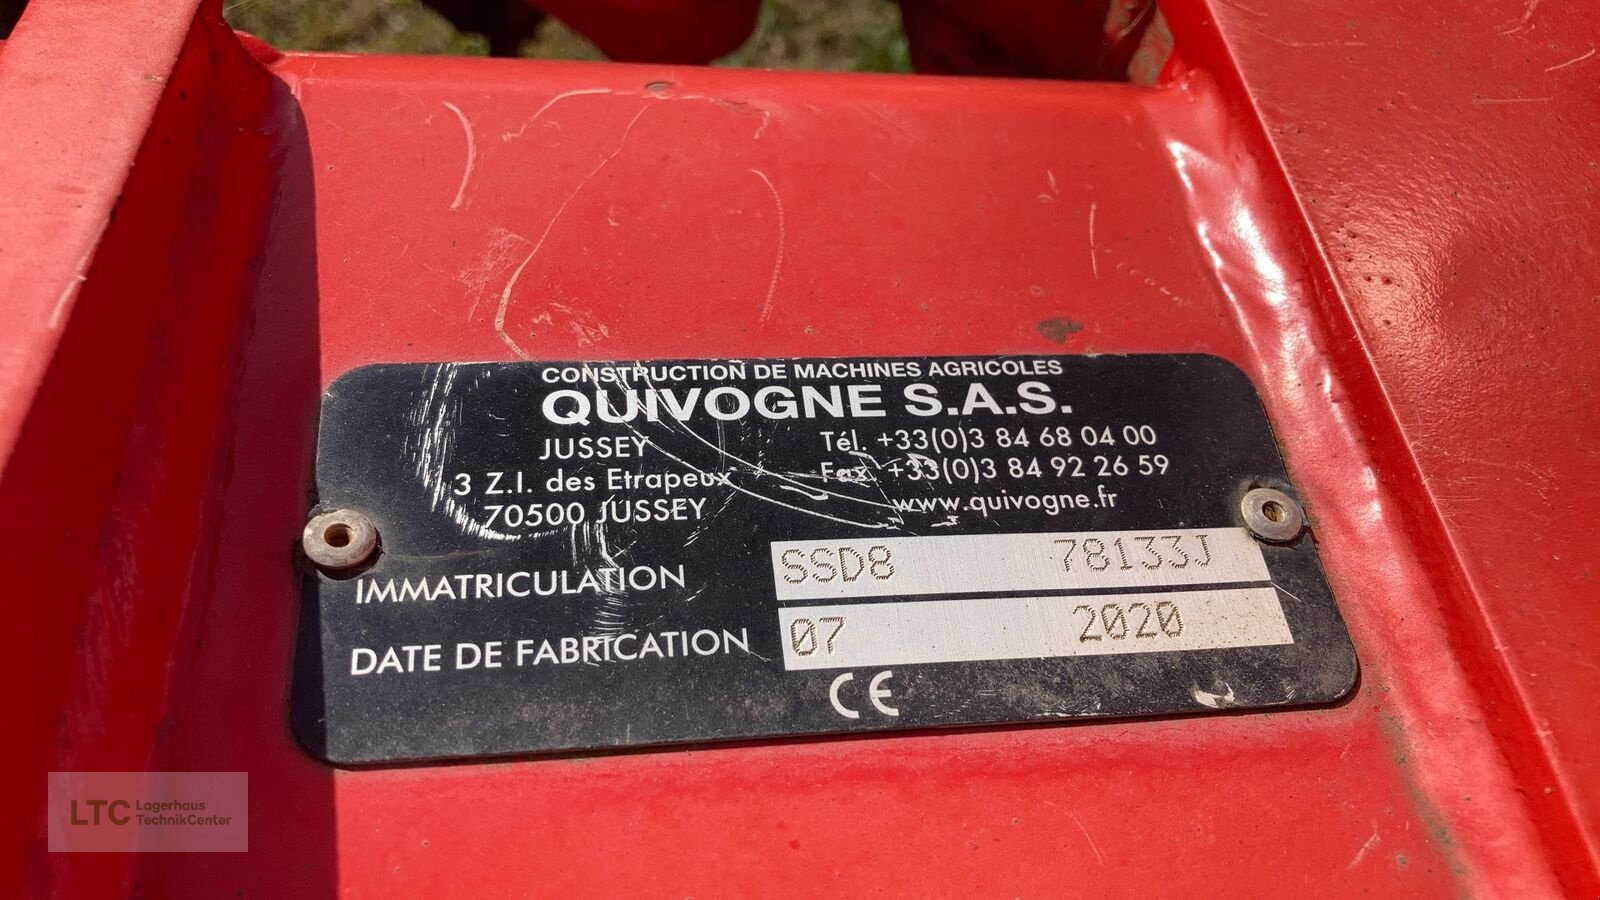 CONSTRUCTION DE MACHINES AGRICOLES
QUIVOGNE S.A.S.
JUSSEY
3 Z.I. des Etrapeux
70500 JUSSEY
Tél. +33(0)3 84 68 04 00
Fax. +33(0)3 84 92 26 59
www.quivogne.fr
IMMATRICULATION SSD8 78133J
DATE DE FABRICATION 07 2020
CE
LTC Lagerhaus
TechnikCenter